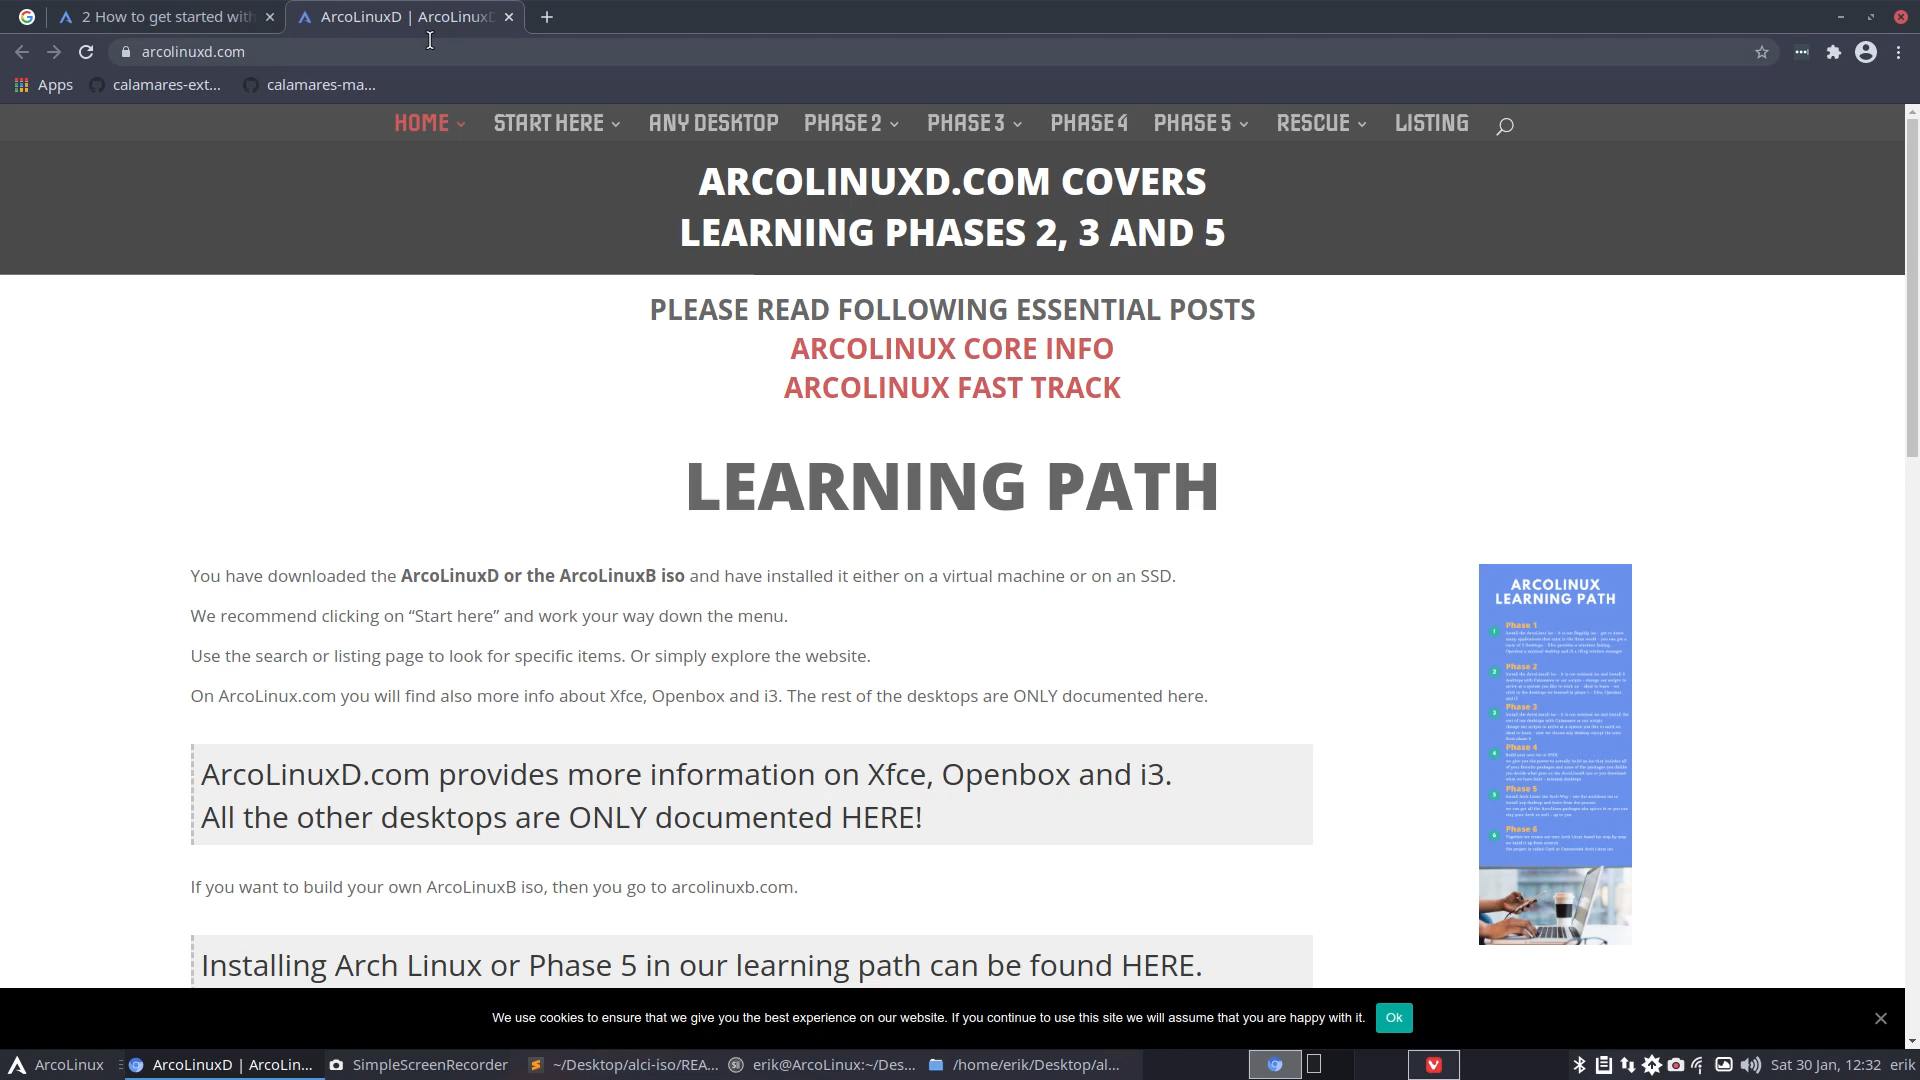 2 How to get started with
ArcoLinuxD | ArcoLinuxD
arcolinuxd.com
Apps
calamares-ext...
calamares-ma...
HOME
START HERE
ANY DESKTOP
PHASE 2
PHASE 3
PHASE 4
PHASE 5
RESCUE
LISTING
ARCOLINUXD.COM COVERS
LEARNING PHASES 2, 3 AND 5
PLEASE READ FOLLOWING ESSENTIAL POSTS
ARCOLINUX CORE INFO
ARCOLINUX FAST TRACK
LEARNING PATH
You have downloaded the ArcoLinuxD or the ArcoLinuxB iso and have installed it either on a virtual machine or on an SSD.
We recommend clicking on “Start here” and work your way down the menu.
Use the search or listing page to look for specific items. Or simply explore the website.
On ArcoLinux.com you will find also more info about Xfce, Openbox and i3. The rest of the desktops are ONLY documented here.
ArcoLinuxD.com provides more information on Xfce, Openbox and i3.
All the other desktops are ONLY documented HERE!
If you want to build your own ArcoLinuxB iso, then you go to arcolinuxb.com.
Installing Arch Linux or Phase 5 in our learning path can be found HERE.
ARCOLINUX
LEARNING PATH
Phase 1
Phase 2
Phase 3
Phase 4
Phase 5
Phase 6
We use cookies to ensure that we give you the best experience on our website. If you continue to use this site we will assume that you are happy with it.
Ok
ArcoLinux
ArcoLinuxD | ArcoLin...
SimpleScreenRecorder
~/Desktop/alci-iso/REA...
erik@ArcoLinux:~/Des...
/home/erik/Desktop/al...
Sat 30 Jan, 12:32
erik